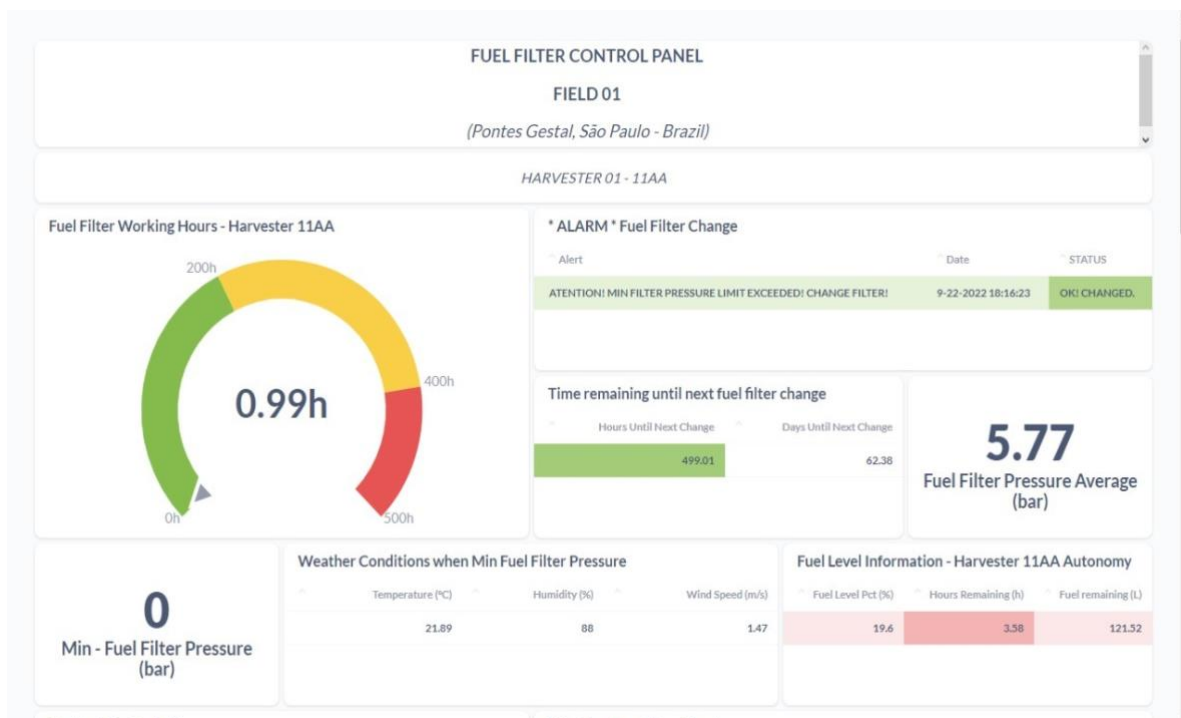 FUEL FILTER CONTROL PANEL
FIELD 01
(Pontes Gestal, São Paulo - Brazil)
HARVESTER 01 - 11AA
Fuel Filter Working Hours - Harvester 11AA
200h
400h
0.99h
0h
500h
* ALARM * Fuel Filter Change
Alert Date STATUS
ATENTION! MIN FILTER PRESSURE LIMIT EXCEEDED! CHANGE FILTER! 9-22-2022 18:16:23 OK! CHANGED.
Time remaining until next fuel filter change
Hours Until Next Change Days Until Next Change
499.01 62.38
5.77
Fuel Filter Pressure Average
(bar)
0
Min - Fuel Filter Pressure
(bar)
Weather Conditions when Min Fuel Filter Pressure
Temperature (ºC) Humidity (%) Wind Speed (m/s)
21.89 88 1.47
Fuel Level Information - Harvester 11AA Autonomy
Fuel Level Pct (%) Hours Remaining (h) Fuel remaining (L)
19.6 3.58 121.52